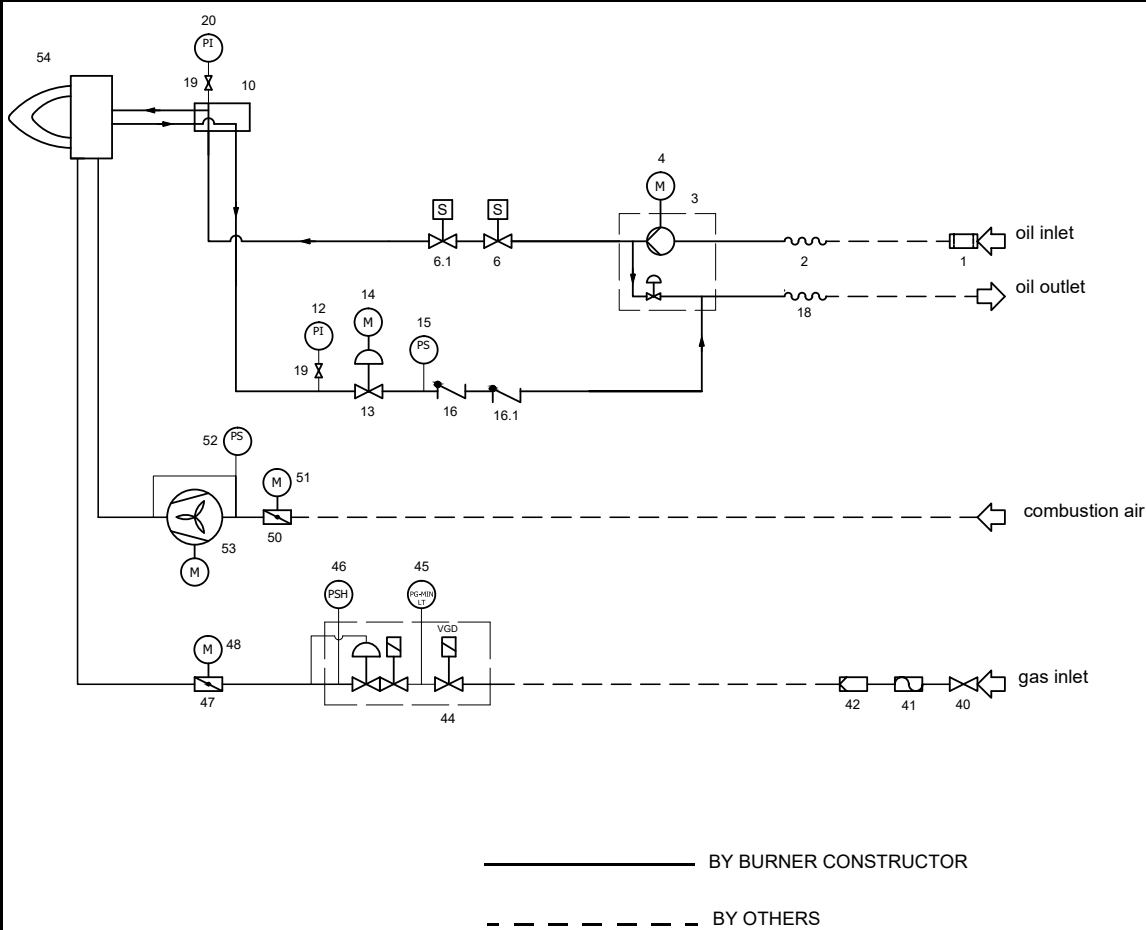 20
PI
54
19
10
4
M
3
S
S
oil inlet
6.1
6
2
1
oil outlet
14
12
M
15
18
PI
PS
19
13
16
16.1
52
PS
M
51
combustion air
50
53
M
46
45
PSH
PG-MIN
LT
VGD
M
48
gas inlet
47
44
42
41
40
BY BURNER CONSTRUCTOR
BY OTHERS